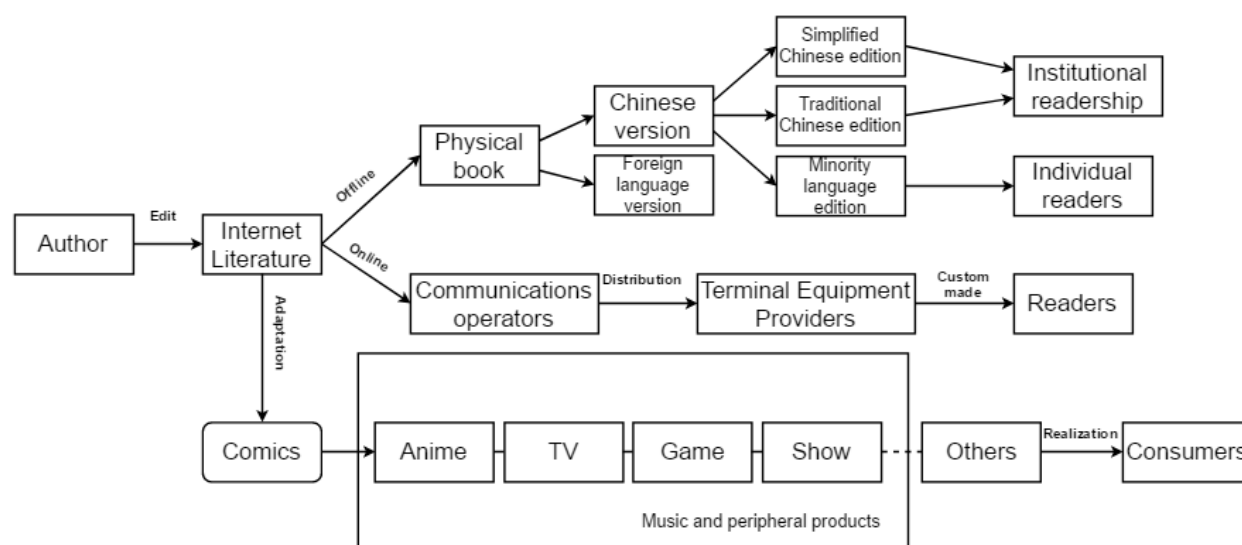 Simplified
Chinese edition
Institutional
readership
Chinese
version
Traditional
Chinese edition
Physical
book
Foreign
language
version
Minority
language
edition
Individual
readers
Offline
Edit
Author
Internet
Literature
Online
Communications
operators
Distribution
Terminal Equipment
Providers
Custom
made
Readers
Adaptation
Comics
Anime
TV
Game
Show
Others
Realization
Consumers
Music and peripheral products